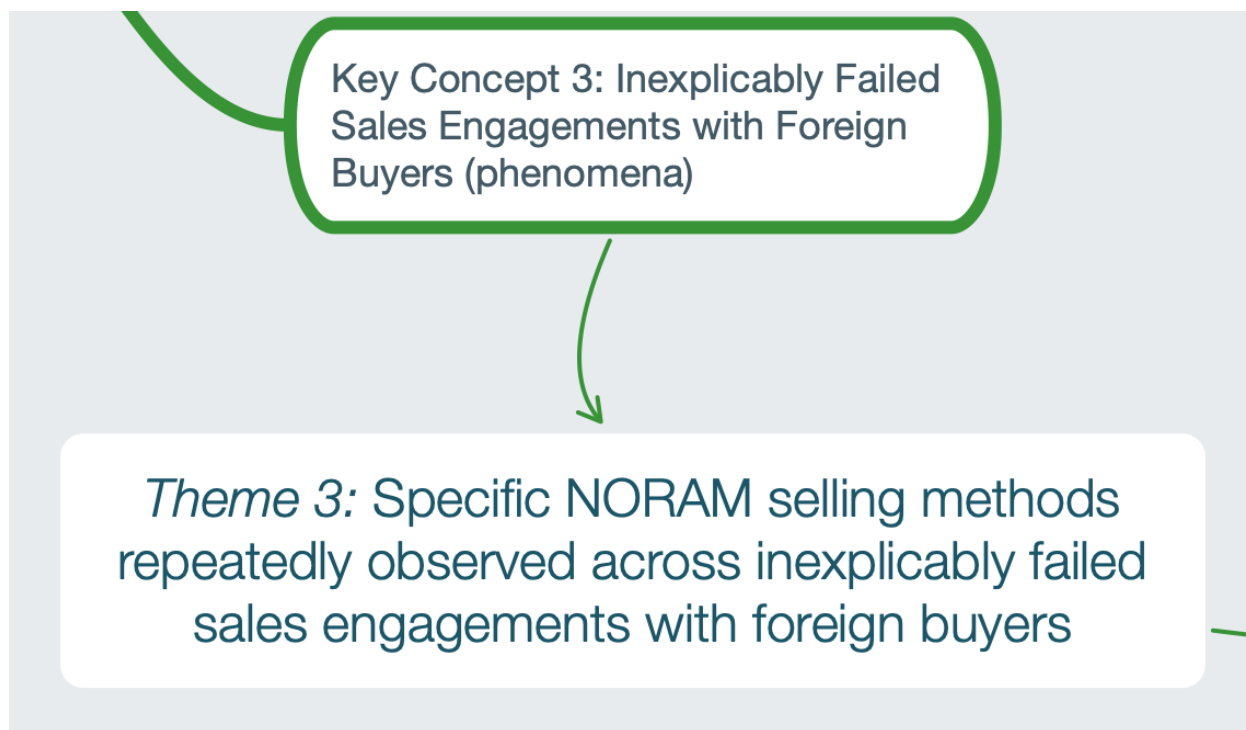 Key Concept 3: Inexplicably Failed
Sales Engagements with Foreign
Buyers (phenomena)
Theme 3: Specific NORAM selling methods
repeatedly observed across inexplicably failed
sales engagements with foreign buyers